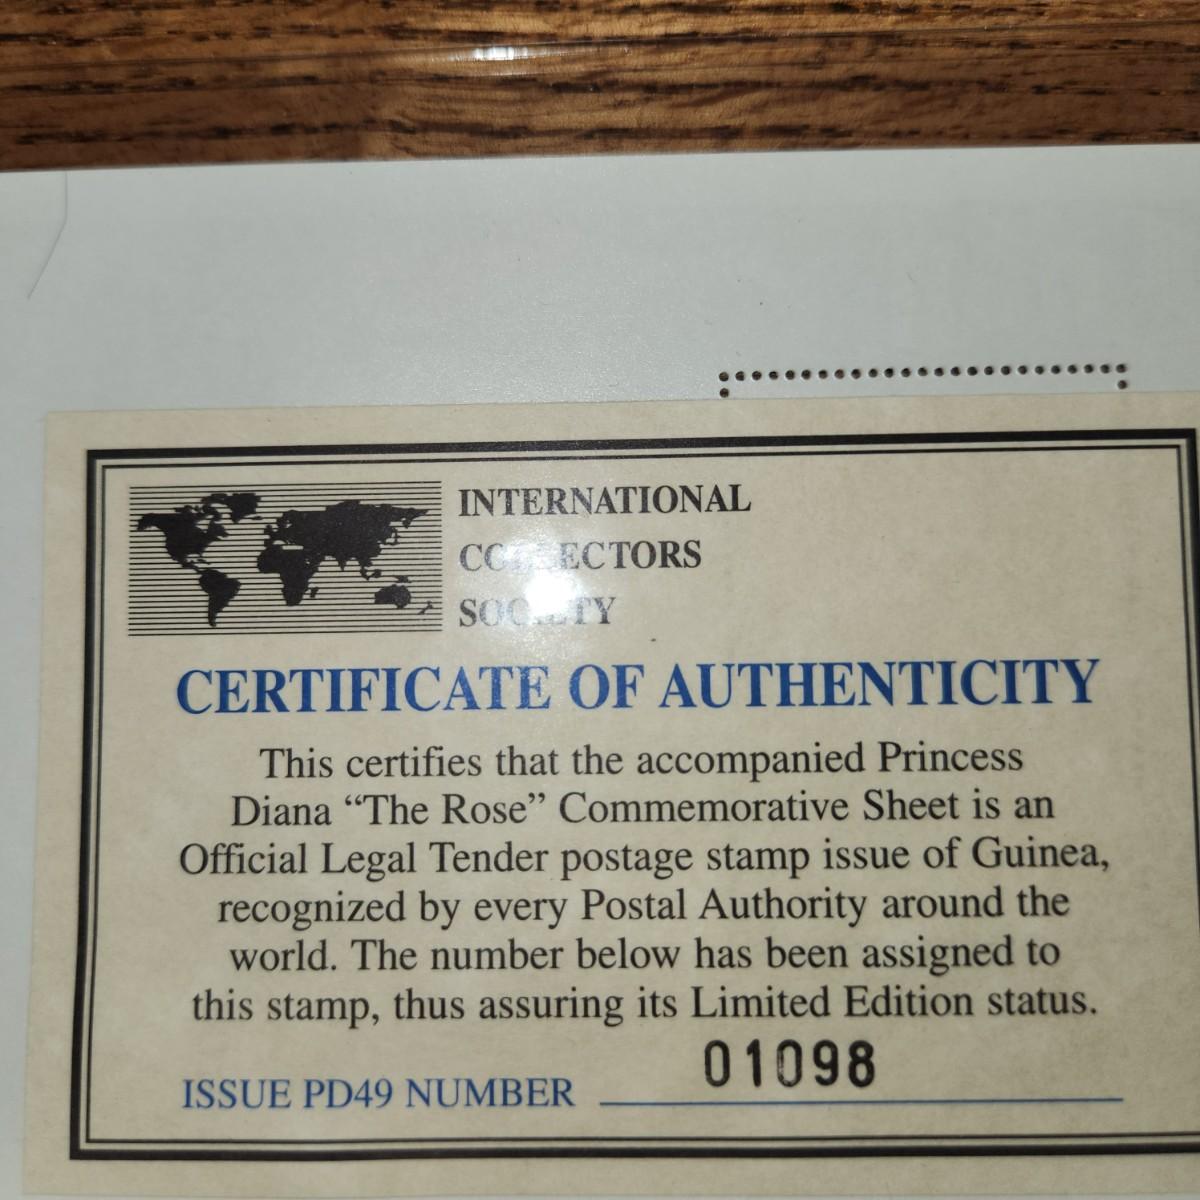 INTERNATIONAL
COLLECTORS
SOCIETY
CERTIFICATE OF AUTHENTICITY
This certifies that the accompanied Princess
Diana “The Rose” Commemorative Sheet is an
Official Legal Tender postage stamp issue of Guinea,
recognized by every Postal Authority around the
world. The number below has been assigned to
this stamp, thus assuring its Limited Edition status.
01098
ISSUE PD49 NUMBER